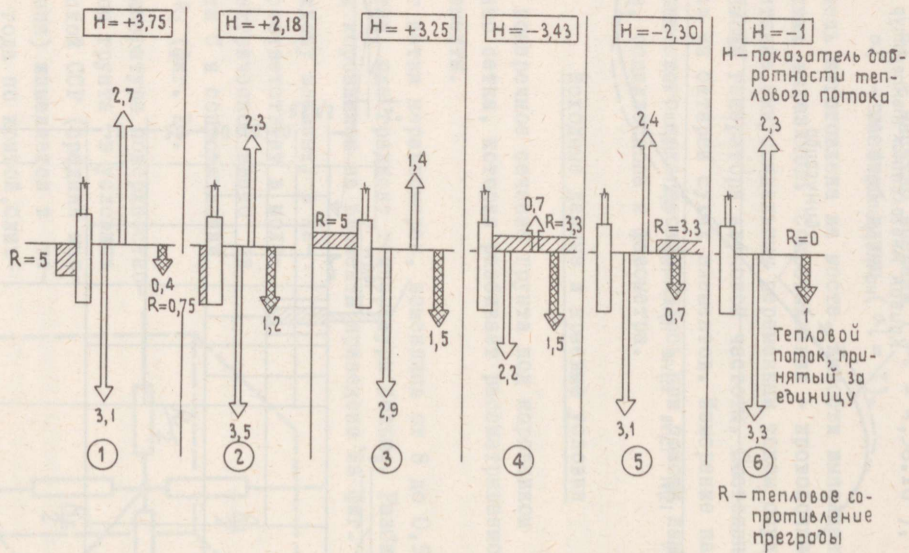 H=+3,75
H=+2,18
H=+3,25
H=−3,43
H=−2,30
H=−1
H–показатель доб-
ротности теп-
лового потока
2,7
R=5
0,4
3,1
1
2,3
R=0,75
1,2
3,5
2
R=5
1,4
1,5
2,9
3
0,7
R=3,3
1,5
2,2
4
2,4
R=3,3
0,7
3,1
5
2,3
R=0
1
Тепловой
поток, при-
нятый за
единицу
3,3
6
R – тепловое со-
противление
преграды